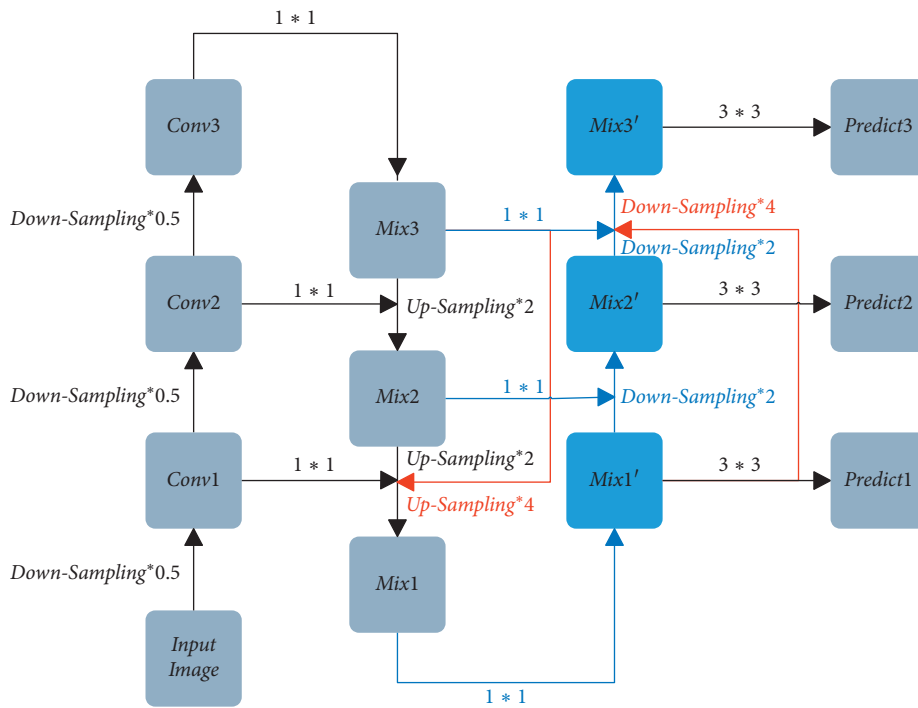 1 * 1
Conv3
Mix3′
3 * 3
Predict3
Down-Sampling*0.5
Mix3
1 * 1
Down-Sampling*4
Down-Sampling*2
Conv2
1 * 1
Up-Sampling*2
Mix2′
3 * 3
Predict2
Down-Sampling*0.5
Mix2
1 * 1
Down-Sampling*2
Conv1
1 * 1
Up-Sampling*2
Up-Sampling*4
Mix1′
3 * 3
Predict1
Down-Sampling*0.5
Mix1
Input
Image
1 * 1